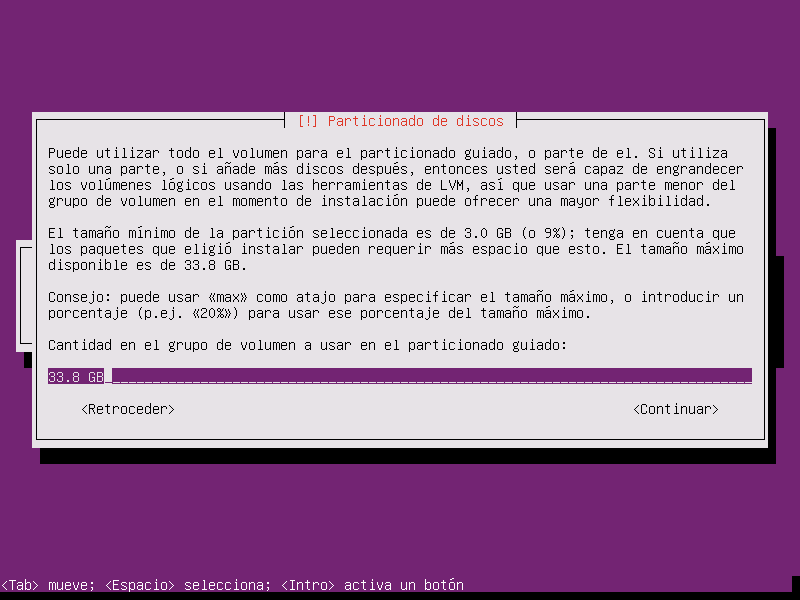 [!] Particionado de discos
Puede utilizar todo el volumen para el particionado guiado, o parte de el. Si utiliza
solo una parte, o si añade más discos después, entonces usted será capaz de engrandecer
los volúmenes lógicos usando las herramientas de LVM, así que usar una parte menor del
grupo de volumen en el momento de instalación puede ofrecer una mayor flexibilidad.
El tamaño mínimo de la partición seleccionada es de 3.0 GB (o 9%); tenga en cuenta que
los paquetes que eligió instalar pueden requerir más espacio que esto. El tamaño máximo
disponible es de 33.8 GB.
Consejo: puede usar «max» como atajo para especificar el tamaño máximo, o introducir un
porcentaje (p.ej. «20%») para usar ese porcentaje del tamaño máximo.
Cantidad en el grupo de volumen a usar en el particionado guiado:
33.8 GB
<Retroceder> <Continuar>
<Tab> mueve; <Espacio> selecciona; <Intro> activa un botón